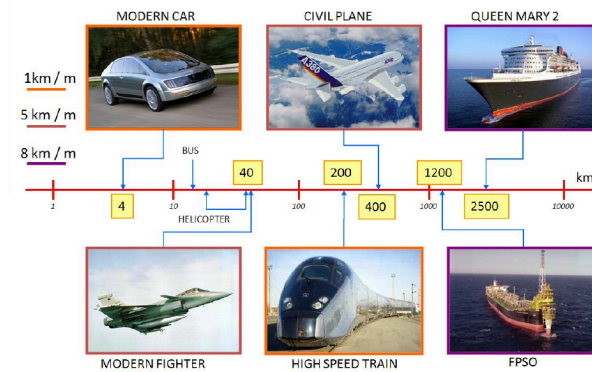 MODERN CAR
CIVIL PLANE
QUEEN MARY 2
A380
1km / m
5 km / m
8 km / m
BUS
40
200
1200
km
1
10
100
1000
10000
4
HELICOPTER
400
2500
MODERN FIGHTER
HIGH SPEED TRAIN
FPSO